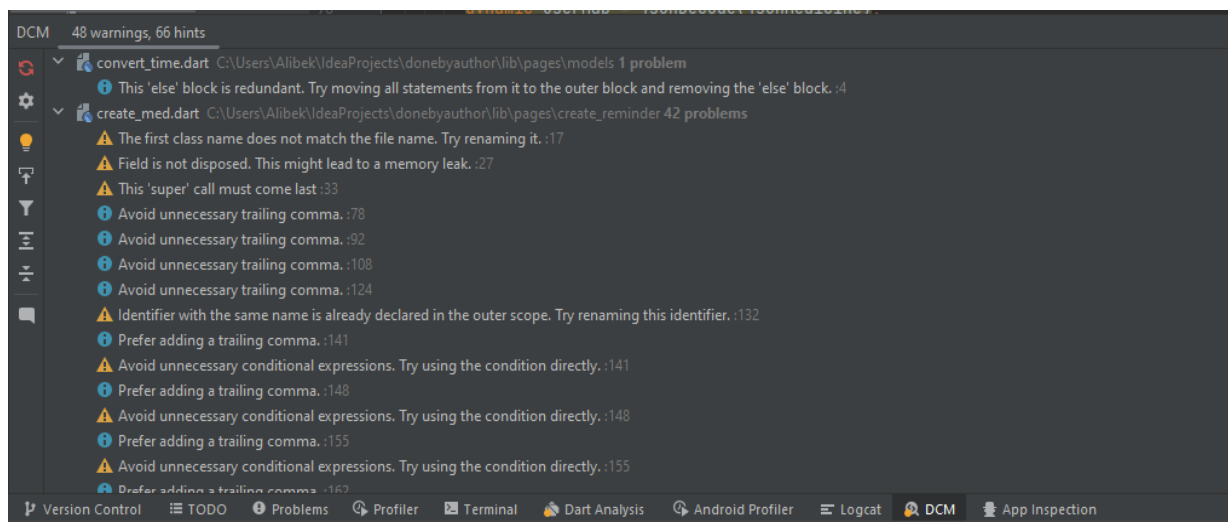 DCM 48 warnings, 66 hints
convert_time.dart C:\Users\Alibek\IdeaProjects\donebyauthor\lib\pages\models 1 problem
This 'else' block is redundant. Try moving all statements from it to the outer block and removing the 'else' block. :4
create_med.dart C:\Users\Alibek\IdeaProjects\donebyauthor\lib\pages\create_reminder 42 problems
The first class name does not match the file name. Try renaming it. :17
Field is not disposed. This might lead to a memory leak. :27
This 'super' call must come last :33
Avoid unnecessary trailing comma. :78
Avoid unnecessary trailing comma. :92
Avoid unnecessary trailing comma. :108
Avoid unnecessary trailing comma. :124
Identifier with the same name is already declared in the outer scope. Try renaming this identifier. :132
Prefer adding a trailing comma. :141
Avoid unnecessary conditional expressions. Try using the condition directly. :141
Prefer adding a trailing comma. :148
Avoid unnecessary conditional expressions. Try using the condition directly. :148
Prefer adding a trailing comma. :155
Avoid unnecessary conditional expressions. Try using the condition directly. :155
Prefer adding a trailing comma. :162
Version Control TODO Problems Profiler Terminal Dart Analysis Android Profiler Logcat DCM App Inspection